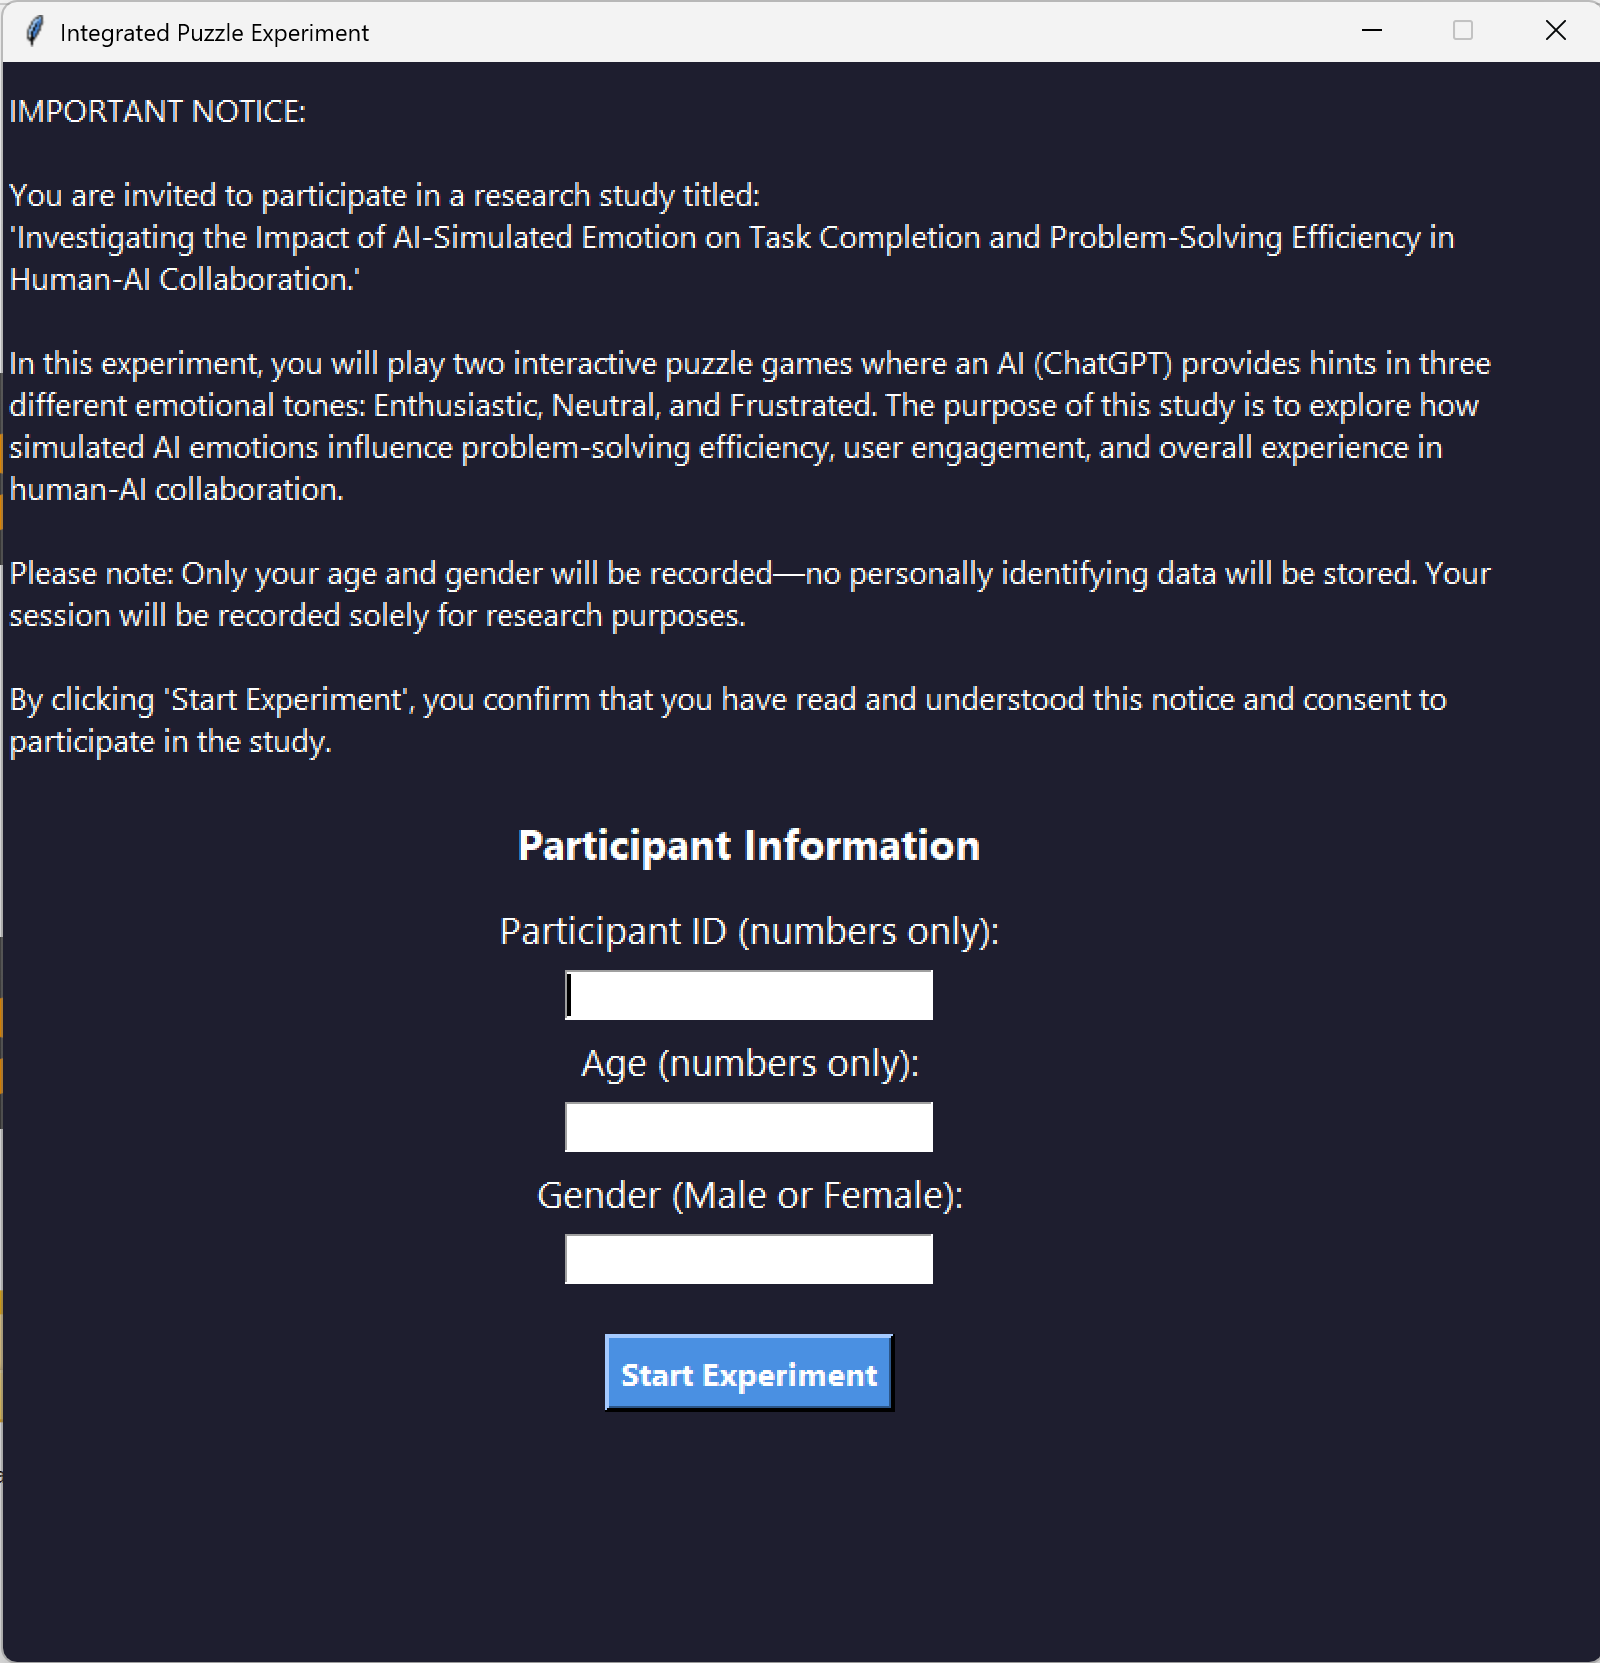 Integrated Puzzle Experiment
IMPORTANT NOTICE:
You are invited to participate in a research study titled:
'Investigating the Impact of AI-Simulated Emotion on Task Completion and Problem-Solving Efficiency in
Human-AI Collaboration.'
In this experiment, you will play two interactive puzzle games where an AI (ChatGPT) provides hints in three
different emotional tones: Enthusiastic, Neutral, and Frustrated. The purpose of this study is to explore how
simulated AI emotions influence problem-solving efficiency, user engagement, and overall experience in
human-AI collaboration.
Please note: Only your age and gender will be recorded—no personally identifying data will be stored. Your
session will be recorded solely for research purposes.
By clicking 'Start Experiment', you confirm that you have read and understood this notice and consent to
participate in the study.
Participant Information
Participant ID (numbers only):
Age (numbers only):
Gender (Male or Female):
Start Experiment